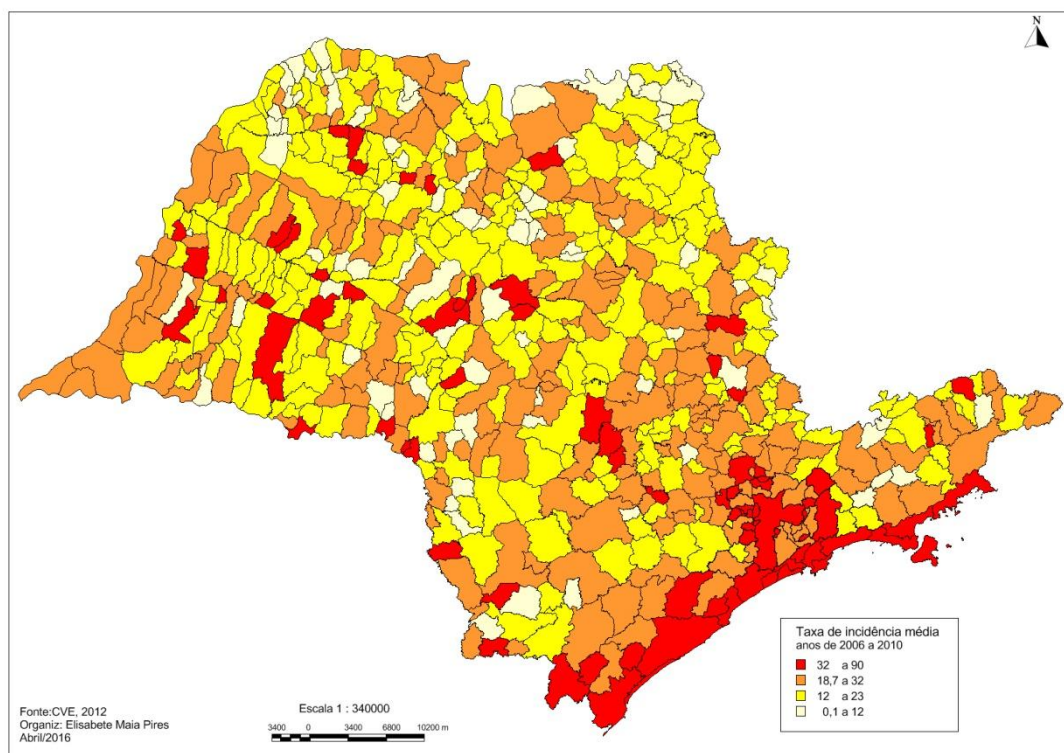 N
Taxa de incidência média
anos de 2006 a 2010
32 a 90
18,7 a 32
12 a 23
0,1 a 12
Fonte:CVE, 2012
Organiz: Elisabete Maia Pires
Abril/2016
Escala 1 : 340000
3400 0 3400 6800 10200 m